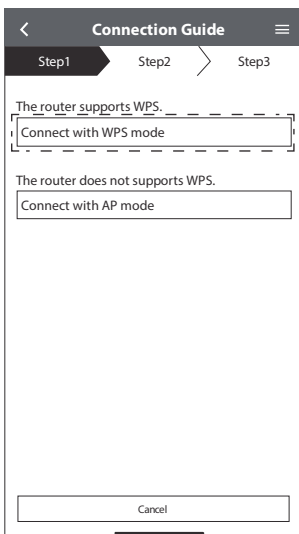 Connection Guide
Step1 Step2 Step3
The router supports WPS.
Connect with WPS mode
The router does not supports WPS.
Connect with AP mode
Cancel